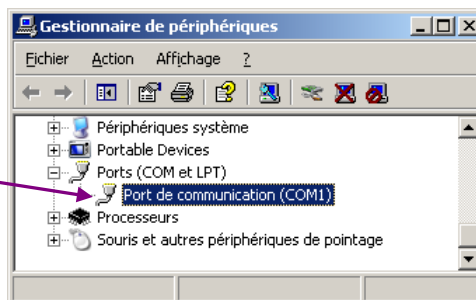 Gestionnaire de périphériques
Fichier Action Affichage ?
Périphériques système
Portable Devices
Ports (COM et LPT)
Port de communication (COM1)
Processeurs
Souris et autres périphériques de pointage